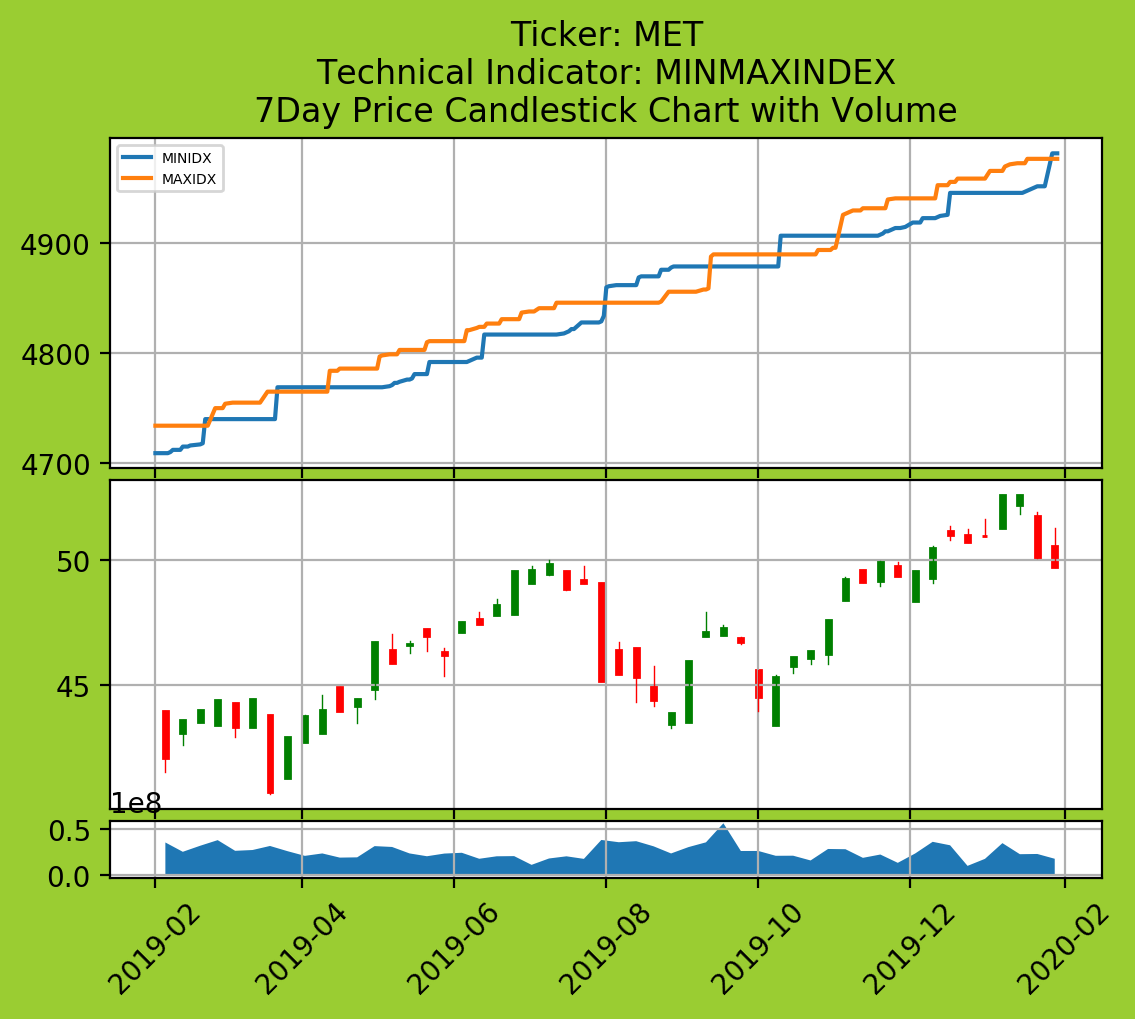 Ticker: MET
Technical Indicator: MINMAXINDEX
7Day Price Candlestick Chart with Volume
MINIDX
MAXIDX
4900
4800
4700
50
45
1e8
0.5
0.0
2019-02
2019-04
2019-06
2019-08
2019-10
2019-12
2020-02